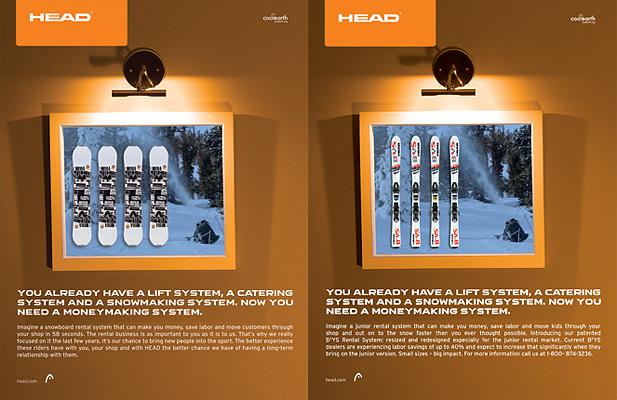 HEAD
coolearth
YOU ALREADY HAVE A LIFT SYSTEM, A CATERING
SYSTEM AND A SNOWMAKING SYSTEM. NOW YOU
NEED A MONEYMAKING SYSTEM.
Imagine a snowboard rental system that can make you money, save labor and move customers through
your shop in 58 seconds. The rental business is as important to you as it is to us. That's why we really
focused on it the last few years. It's our chance to bring new people into the sport. The better experience
these riders have with you, your shop and with HEAD the better chance we have of having a long-term
relationship with them.
head.com
HEAD
coolearth
YOU ALREADY HAVE A LIFT SYSTEM, A CATERING
SYSTEM AND A SNOWMAKING SYSTEM. NOW YOU
NEED A MONEYMAKING SYSTEM.
Imagine a junior rental system that can make you money, save labor and move kids through your
shop and out on to the snow faster than you ever thought possible. Introducing our patented
BYS Rental System: resized and redesigned especially for the junior rental market. Current BYS
dealers are experiencing labor savings of up to 40% and expect to increase that significantly when they
bring on the junior version. Small sizes – big impact. For more information call us at 1-800- 874-3236.
head.com